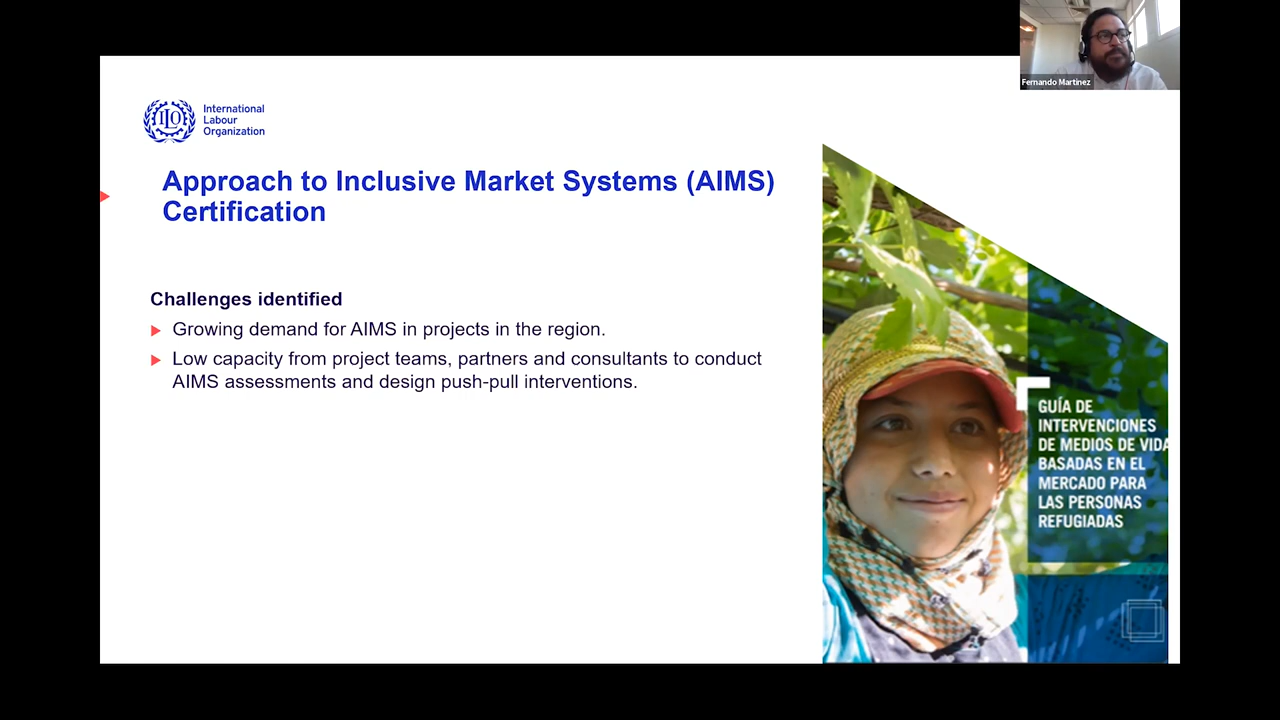 Fernando Martinez
ILO
International
Labour
Organization
Approach to Inclusive Market Systems (AIMS)
Certification
Challenges identified
Growing demand for AIMS in projects in the region.
Low capacity from project teams, partners and consultants to conduct
AIMS assessments and design push-pull interventions.
GUÍA DE
INTERVENCIONES
DE MEDIOS DE VIDA
BASADAS EN EL
MERCADO PARA
LAS PERSONAS
REFUGIADAS